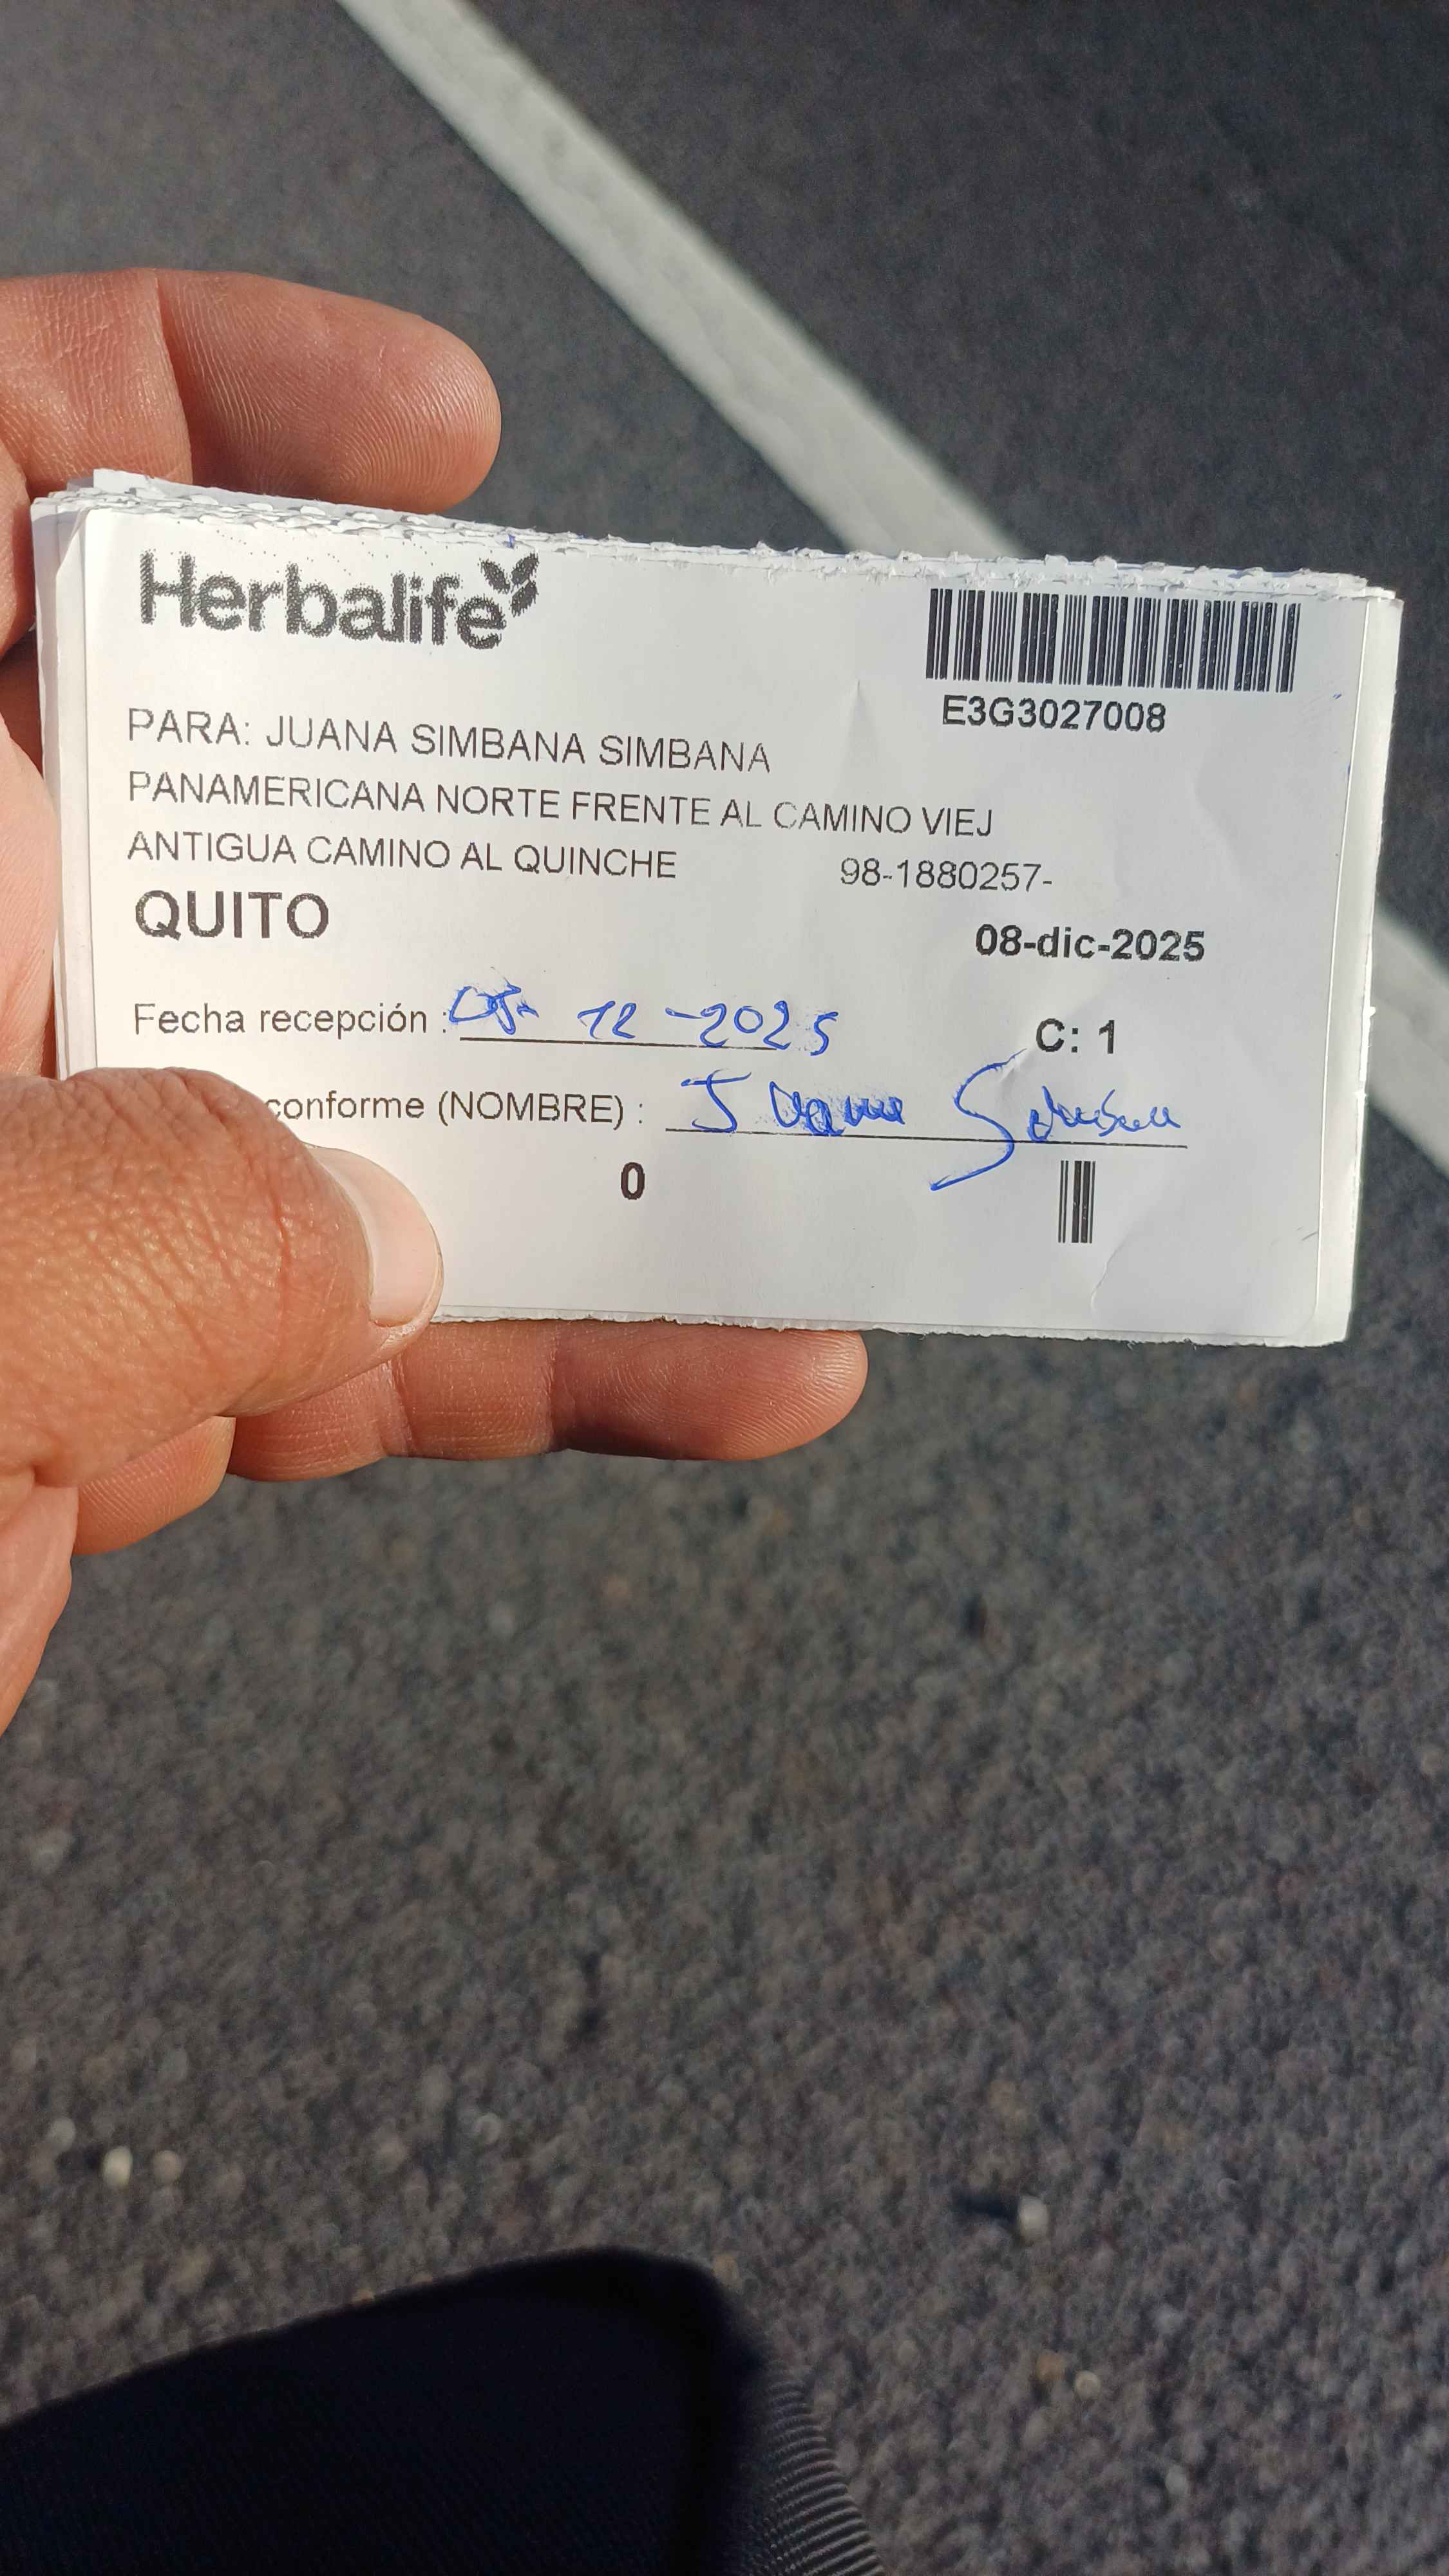 Herbalife
E3G3027008
PARA: JUANA SIMBANA SIMBANA
PANAMERICANA NORTE FRENTE AL CAMINO VIEJ
ANTIGUA CAMINO AL QUINCHE 98-1880257-
QUITO
08-dic-2025
Fecha recepción : 12-2025
C: 1
conforme (NOMBRE) : Juana
0